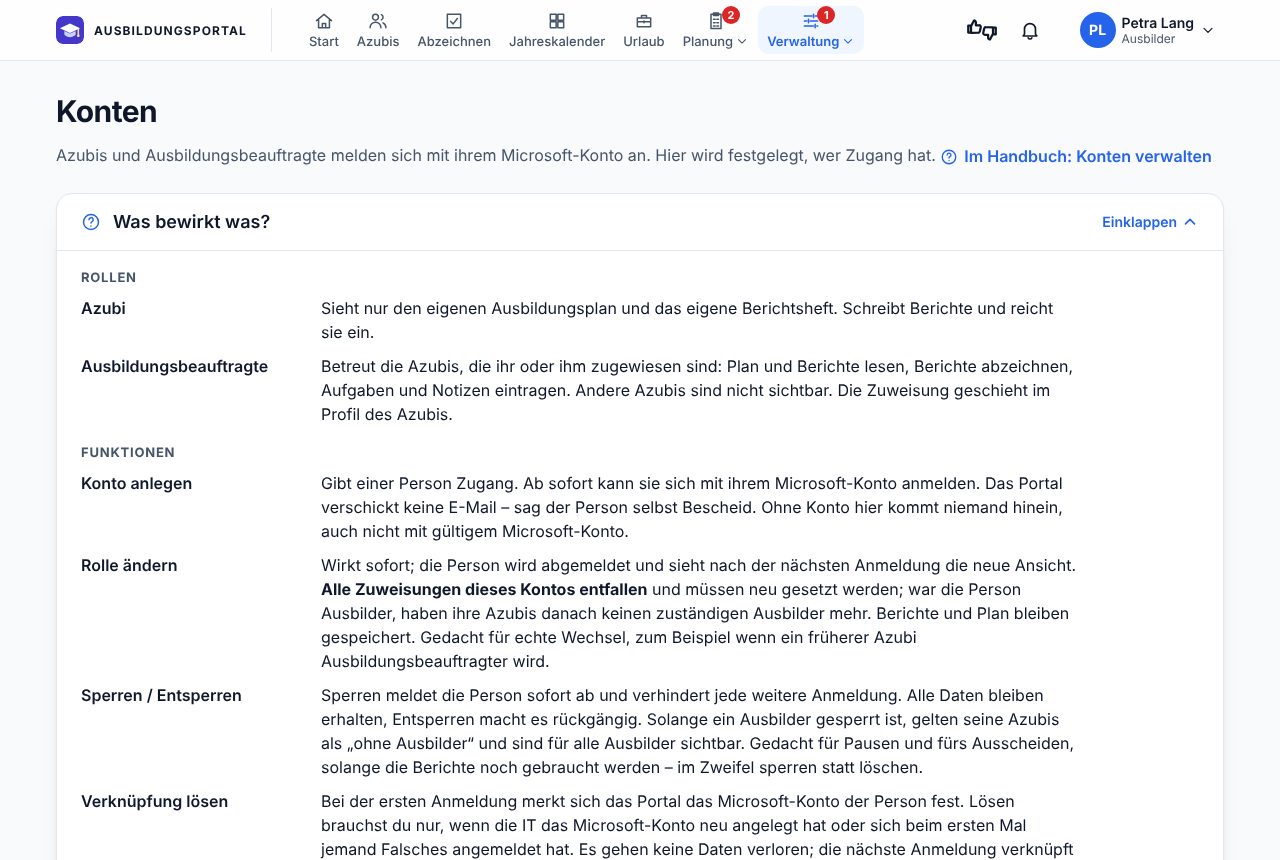 AUSBILDUNGSPORTAL
Start
Azubis
Abzeichnen
Jahreskalender
Urlaub
2
Planung
1
Verwaltung
PL
Petra Lang
Ausbilder
Konten
Azubis und Ausbildungsbeauftragte melden sich mit ihrem Microsoft-Konto an. Hier wird festgelegt, wer Zugang hat. Im Handbuch: Konten verwalten
Was bewirkt was?
Einklappen
ROLLEN
Azubi
Sieht nur den eigenen Ausbildungsplan und das eigene Berichtsheft. Schreibt Berichte und reicht
sie ein.
Ausbildungsbeauftragte
Betreut die Azubis, die ihr oder ihm zugewiesen sind: Plan und Berichte lesen, Berichte abzeichnen,
Aufgaben und Notizen eintragen. Andere Azubis sind nicht sichtbar. Die Zuweisung geschieht im
Profil des Azubis.
FUNKTIONEN
Konto anlegen
Gibt einer Person Zugang. Ab sofort kann sie sich mit ihrem Microsoft-Konto anmelden. Das Portal
verschickt keine E-Mail – sag der Person selbst Bescheid. Ohne Konto hier kommt niemand hinein,
auch nicht mit gültigem Microsoft-Konto.
Rolle ändern
Wirkt sofort; die Person wird abgemeldet und sieht nach der nächsten Anmeldung die neue Ansicht.
Alle Zuweisungen dieses Kontos entfallen und müssen neu gesetzt werden; war die Person
Ausbilder, haben ihre Azubis danach keinen zuständigen Ausbilder mehr. Berichte und Plan bleiben
gespeichert. Gedacht für echte Wechsel, zum Beispiel wenn ein früherer Azubi
Ausbildungsbeauftragter wird.
Sperren / Entsperren
Sperren meldet die Person sofort ab und verhindert jede weitere Anmeldung. Alle Daten bleiben
erhalten, Entsperren macht es rückgängig. Solange ein Ausbilder gesperrt ist, gelten seine Azubis
als „ohne Ausbilder“ und sind für alle Ausbilder sichtbar. Gedacht für Pausen und fürs Ausscheiden,
solange die Berichte noch gebraucht werden – im Zweifel sperren statt löschen.
Verknüpfung lösen
Bei der ersten Anmeldung merkt sich das Portal das Microsoft-Konto der Person fest. Lösen
brauchst du nur, wenn die IT das Microsoft-Konto neu angelegt hat oder sich beim ersten Mal
jemand Falsches angemeldet hat. Es gehen keine Daten verloren; die nächste Anmeldung verknüpft